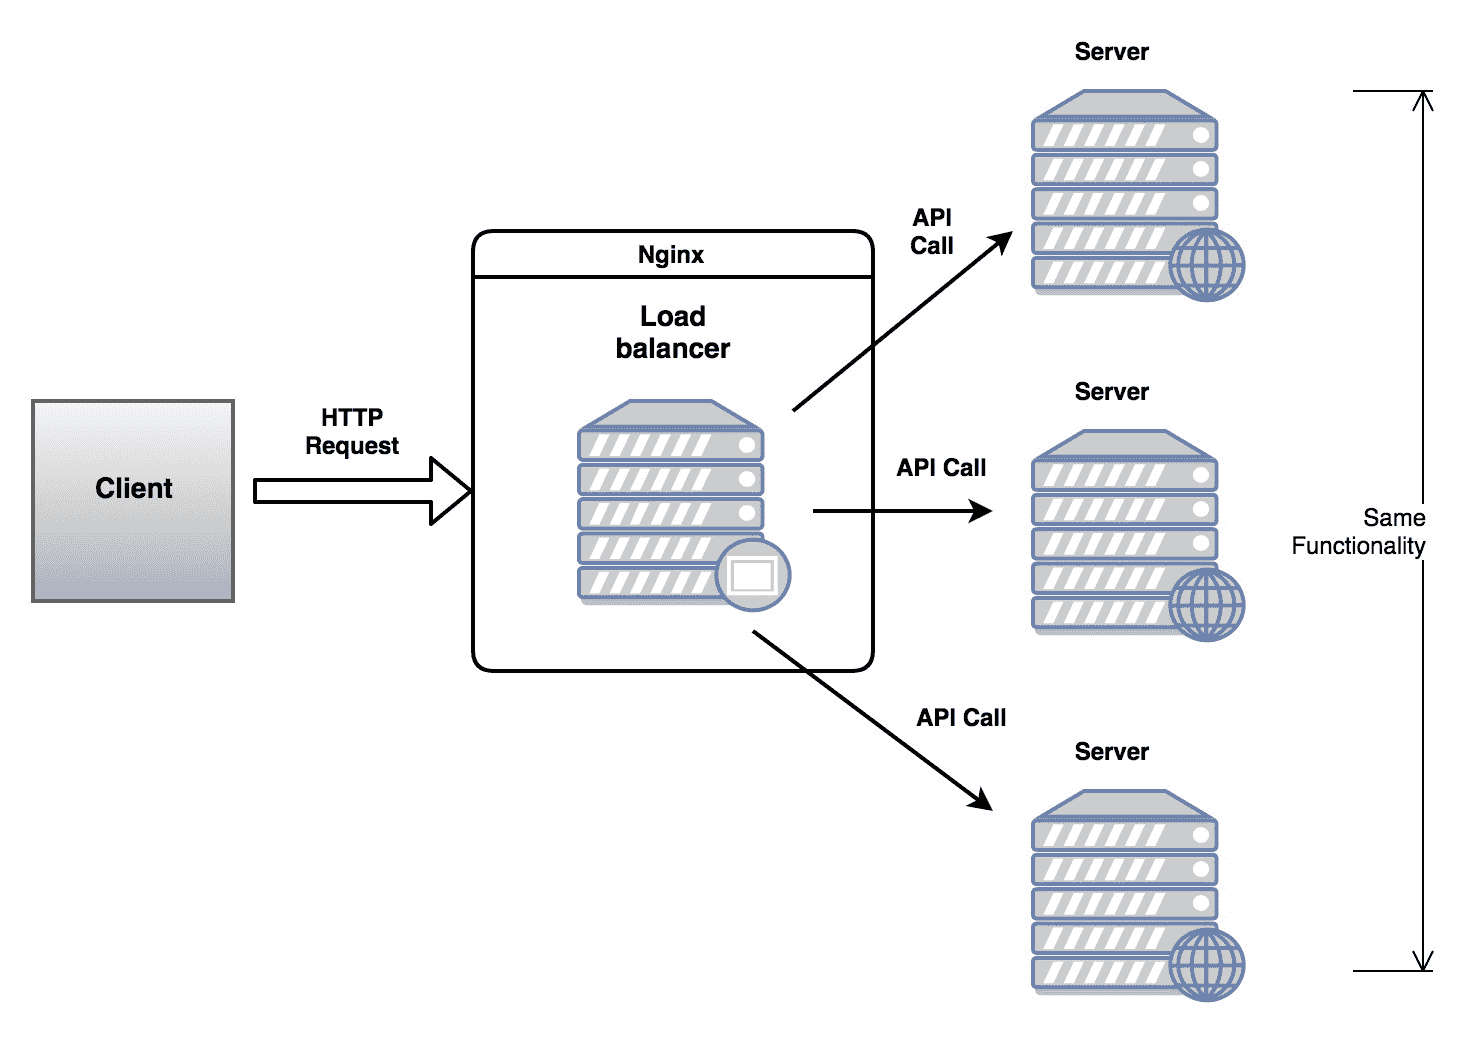 Server
API
Call
Nginx
Load
balancer
Server
HTTP
Request
API Call
Client
Same
Functionality
API Call
Server